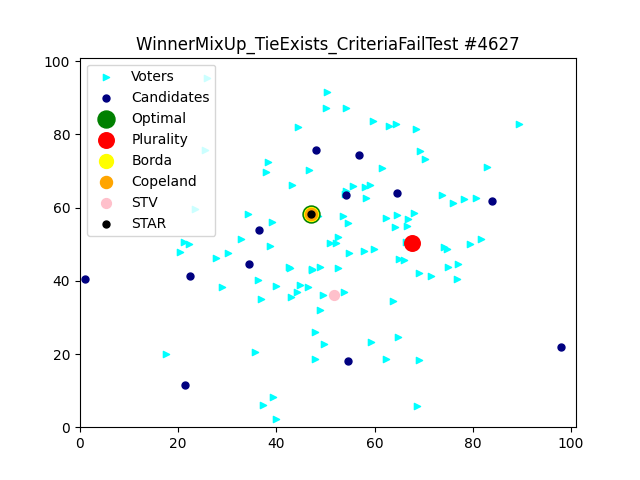 WinnerMixUp_TieExists_CriteriaFailTest #4627
100
80
60
40
20
0
Voters
Candidates
Optimal
Plurality
Borda
Copeland
STV
STAR
0 20 40 60 80 100